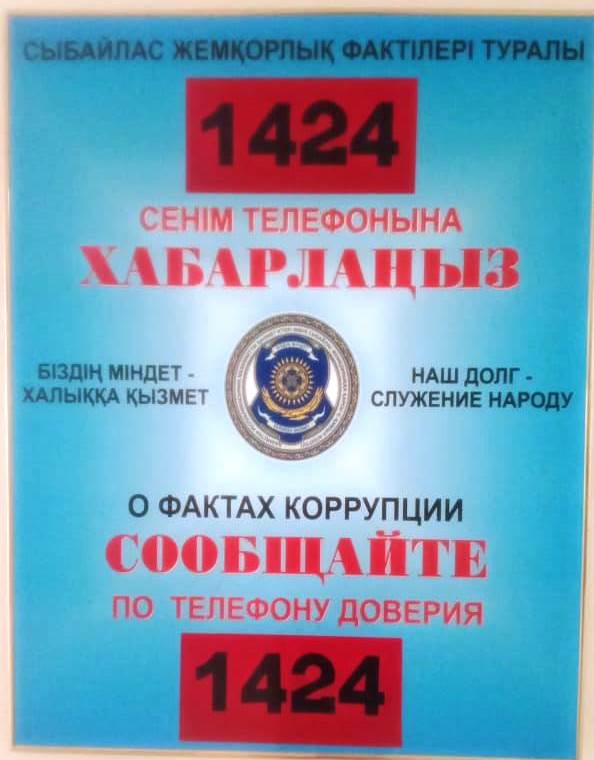 СЫБАЙЛАС ЖЕМҚОРЛЫҚ ФАКТІЛЕРІ ТУРАЛЫ
1424
СЕНІМ ТЕЛЕФОНЫНА
ХАБАРЛАҢЫЗ
БІЗДІҢ МІНДЕТ -
ХАЛЫҚҚА ҚЫЗМЕТ
НАШ ДОЛГ -
СЛУЖЕНИЕ НАРОДУ
О ФАКТАХ КОРРУПЦИИ
СООБЩАЙТЕ
ПО ТЕЛЕФОНУ ДОВЕРИЯ
1424